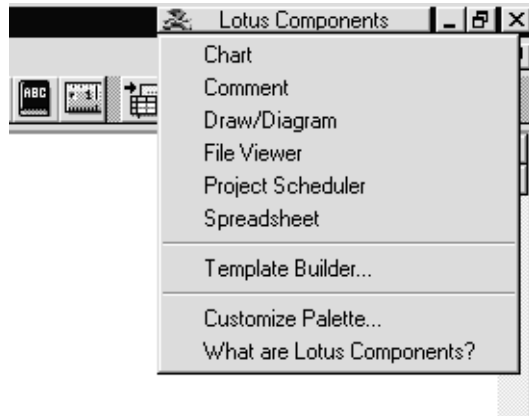 Lotus Components
Chart
Comment
ABC
Draw/Diagram
File Viewer
Project Scheduler
Spreadsheet
Template Builder...
Customize Palette...
What are Lotus Components?